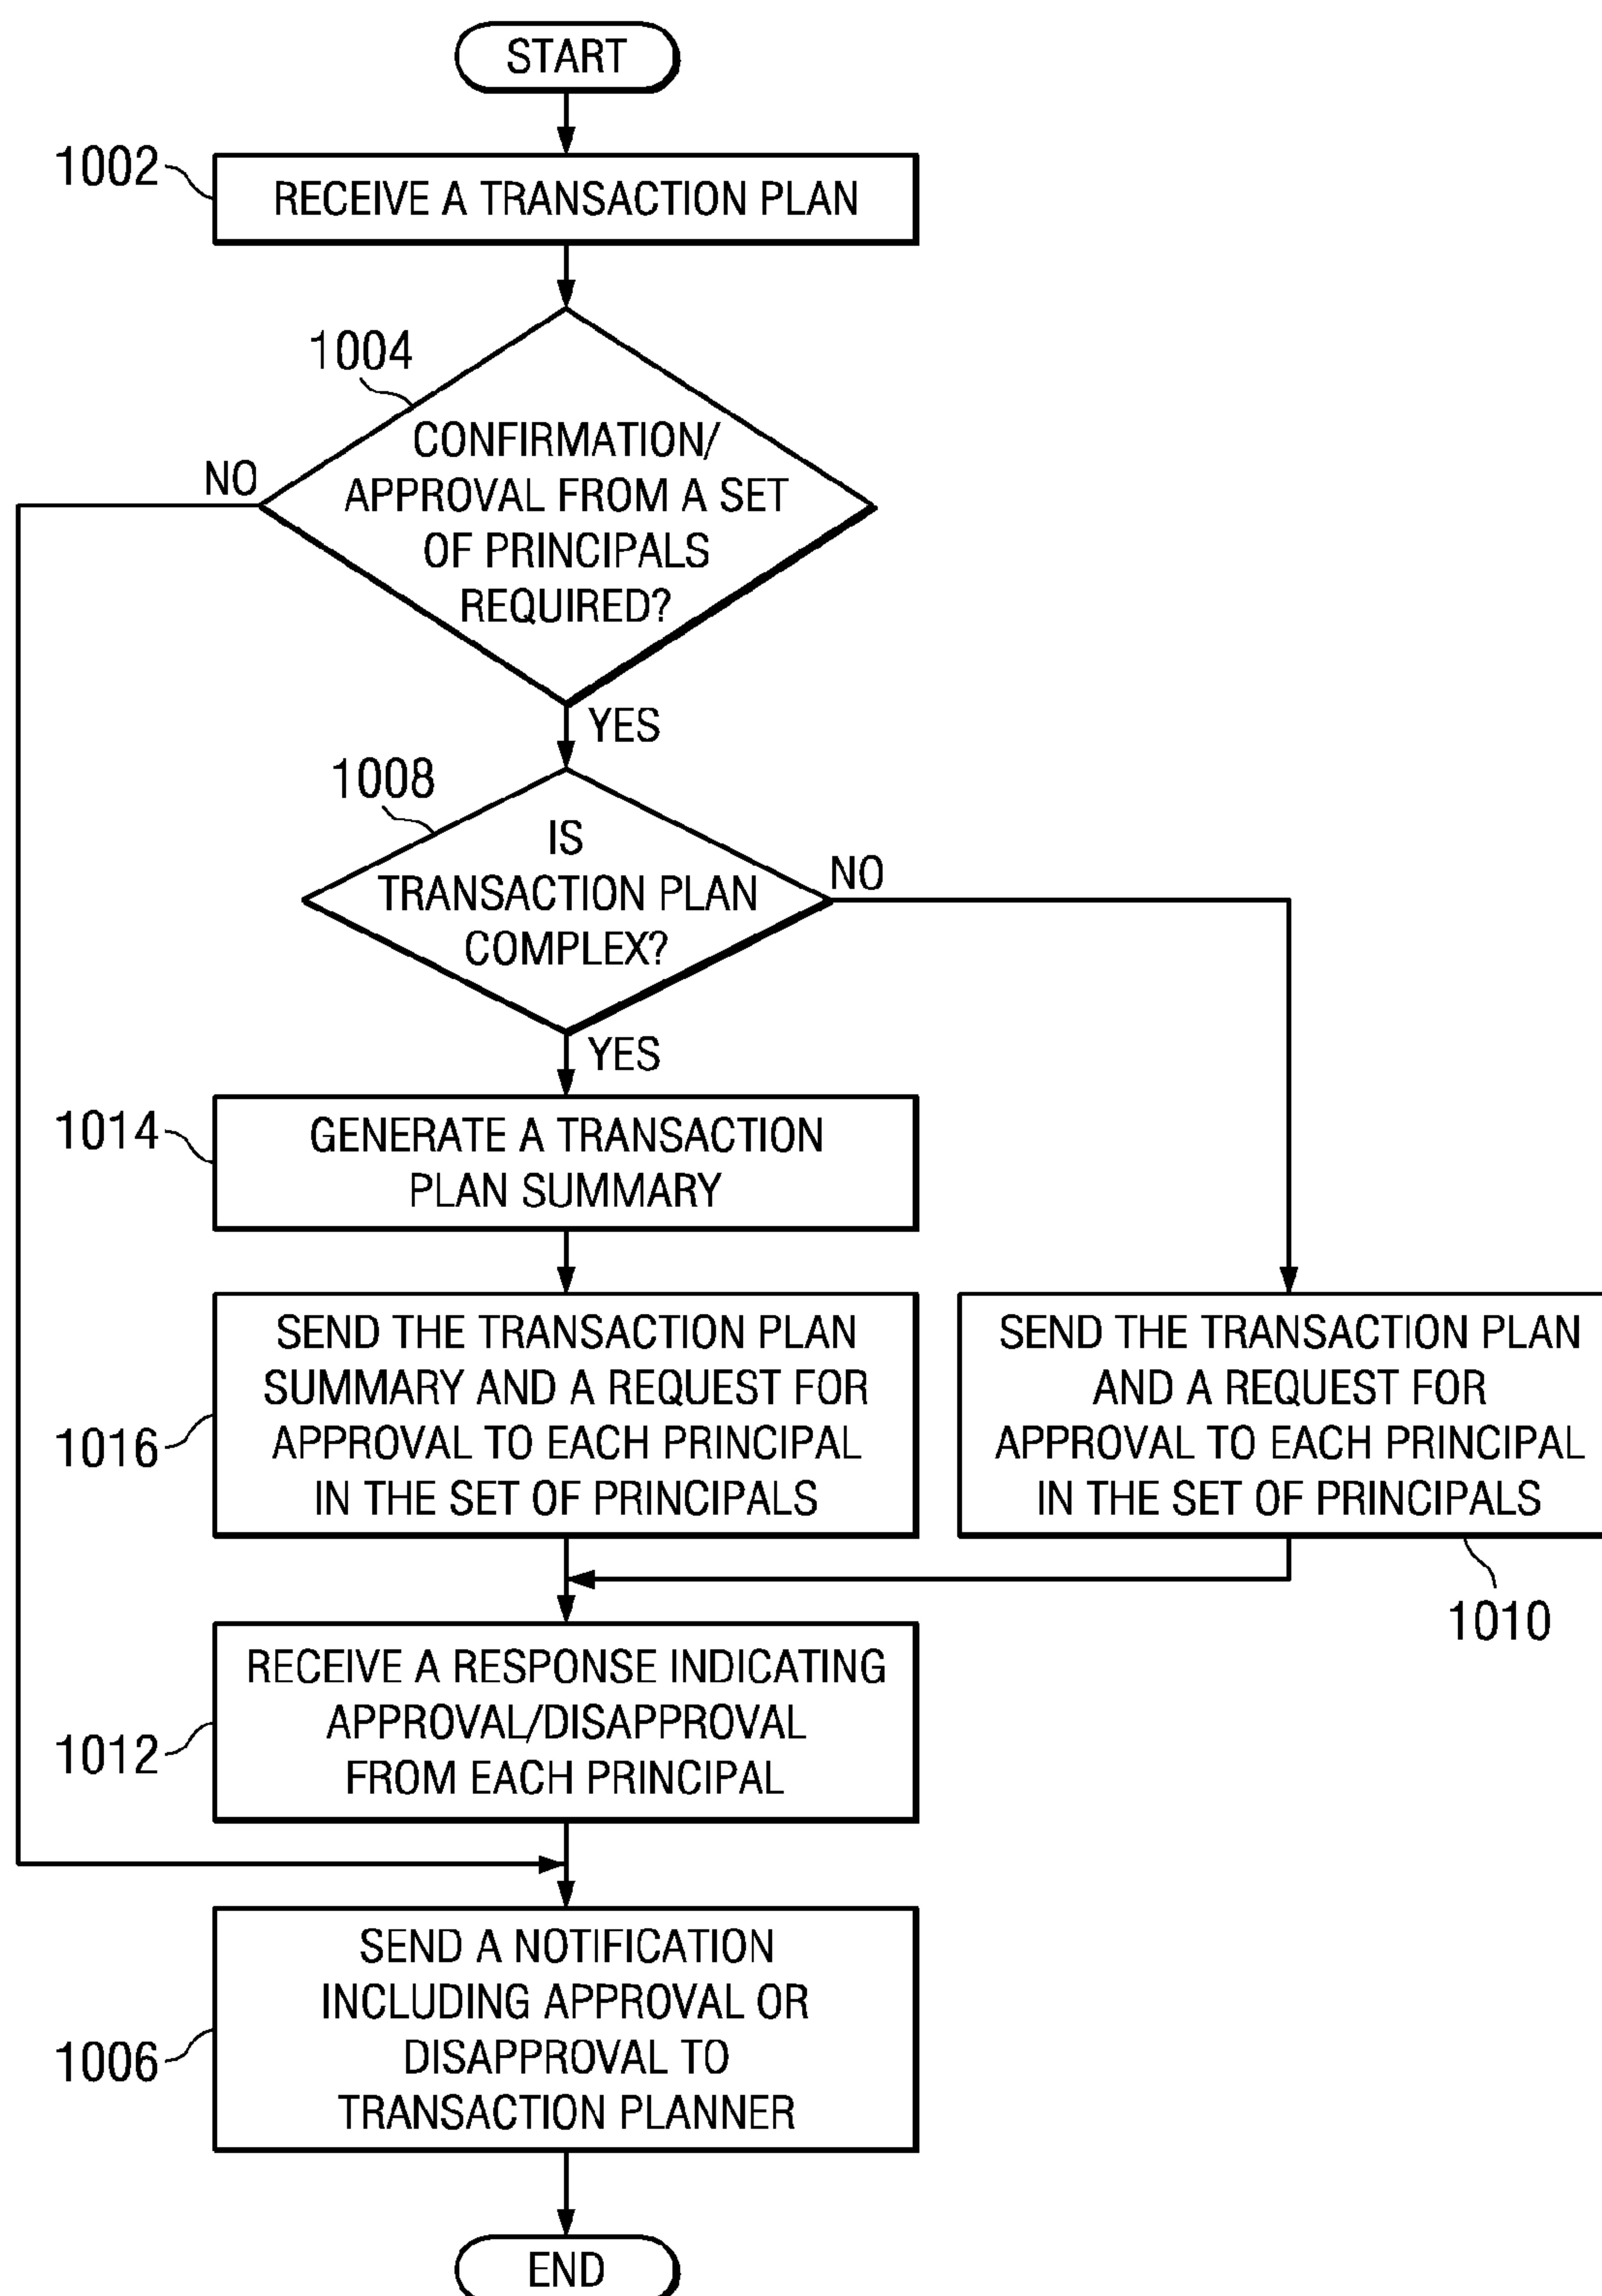 START
1002
RECEIVE A TRANSACTION PLAN
1004
CONFIRMATION/
APPROVAL FROM A SET
OF PRINCIPALS
REQUIRED?
NO
YES
1008
IS
TRANSACTION PLAN
COMPLEX?
NO
YES
1014
GENERATE A TRANSACTION
PLAN SUMMARY
1016
SEND THE TRANSACTION PLAN
SUMMARY AND A REQUEST FOR
APPROVAL TO EACH PRINCIPAL
IN THE SET OF PRINCIPALS
SEND THE TRANSACTION PLAN
AND A REQUEST FOR
APPROVAL TO EACH PRINCIPAL
IN THE SET OF PRINCIPALS
1010
1012
RECEIVE A RESPONSE INDICATING
APPROVAL/DISAPPROVAL
FROM EACH PRINCIPAL
1006
SEND A NOTIFICATION
INCLUDING APPROVAL OR
DISAPPROVAL TO
TRANSACTION PLANNER
END